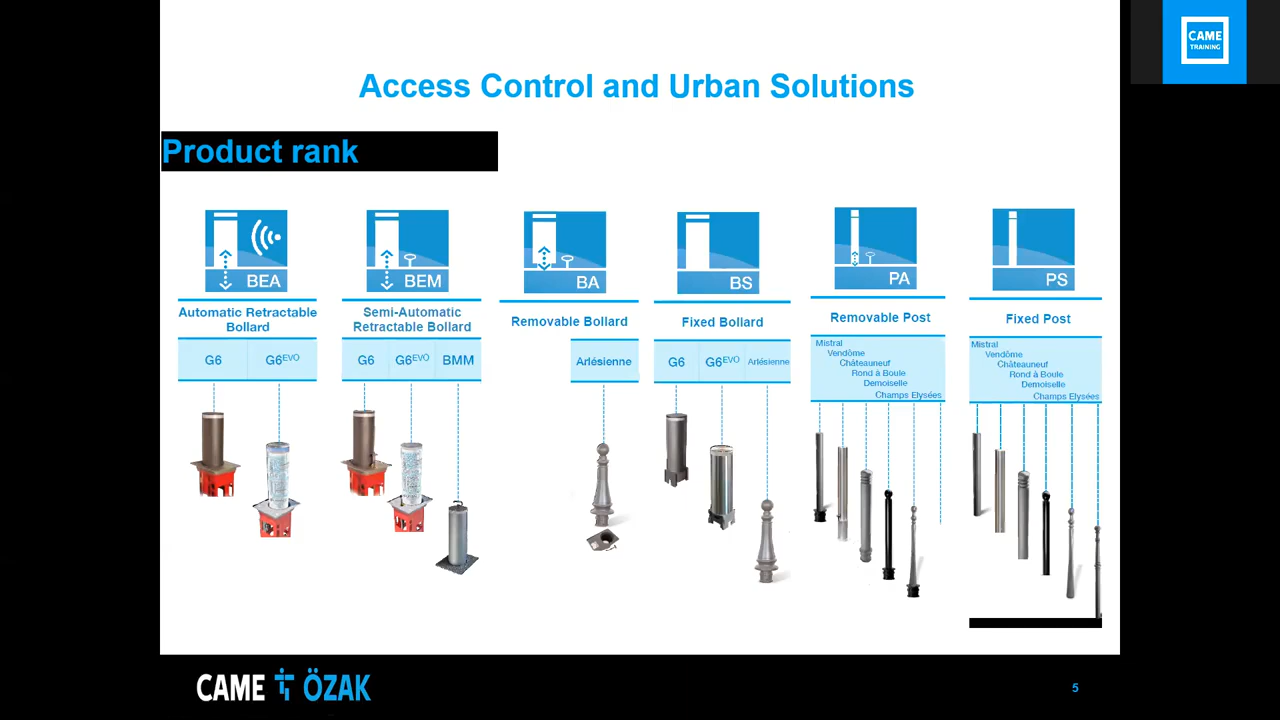 CAME
TRAINING
Access Control and Urban Solutions
Product rank
BEA
BEM
BA
BS
PA
PS
Automatic Retractable
Bollard
Semi-Automatic
Retractable Bollard
Removable Bollard
Fixed Bollard
Removable Post
Fixed Post
G6 G6EVO
G6 G6EVO BMM
Arlésienne
G6 G6EVO Arlésienne
Mistral
Vendôme
Châteauneuf
Rond à Boule
Demoiselle
Champs Elysées
Mistral
Vendôme
Châteauneuf
Rond à Boule
Demoiselle
Champs Elysées
CAME ÖZAK
5